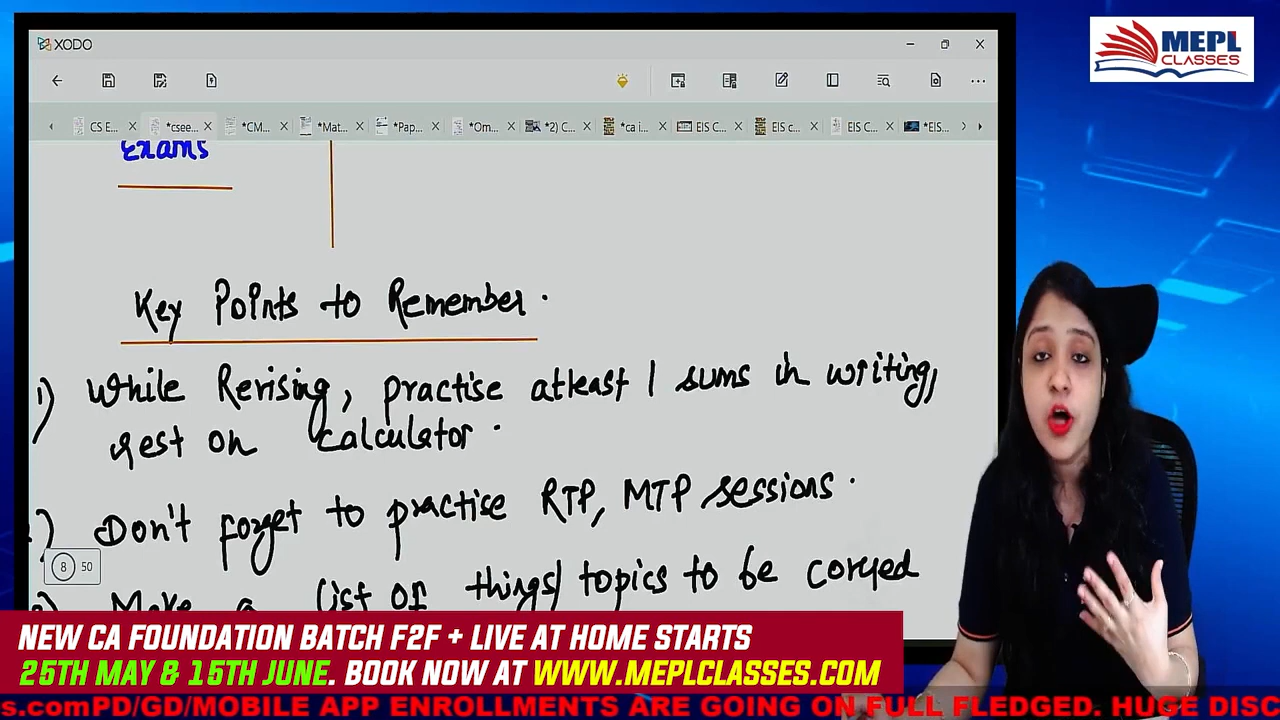 XODO
MEPL
CLASSES
CS E...
*csee...
*CM...
*Mat...
*Pap...
*Om...
*2) C...
*ca i...
EIS C...
EIS c...
EIS C...
*EIS...
Exams
Key Points to Remember.
1) While Revising, practise atleast 1 sums in writing,
rest on calculator.
2) Don't forget to practise RTP, MTP sessions.
8 50
Make a list of things/topics to be covered
NEW CA FOUNDATION BATCH F2F + LIVE AT HOME STARTS
25TH MAY & 15TH JUNE. BOOK NOW AT WWW.MEPLCLASSES.COM
s.comPD/GD/MOBILE APP ENROLLMENTS ARE GOING ON FULL FLEDGED. HUGE DISC